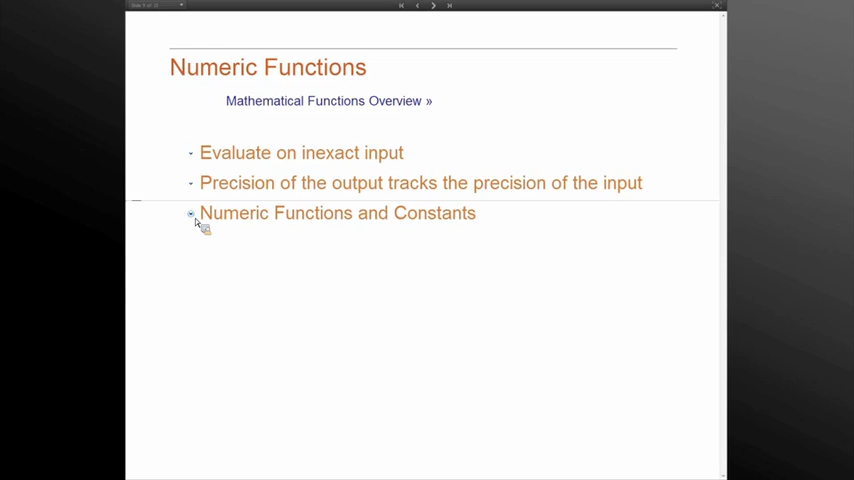 Numeric Functions
Mathematical Functions Overview »
Evaluate on inexact input
Precision of the output tracks the precision of the input
Numeric Functions and Constants